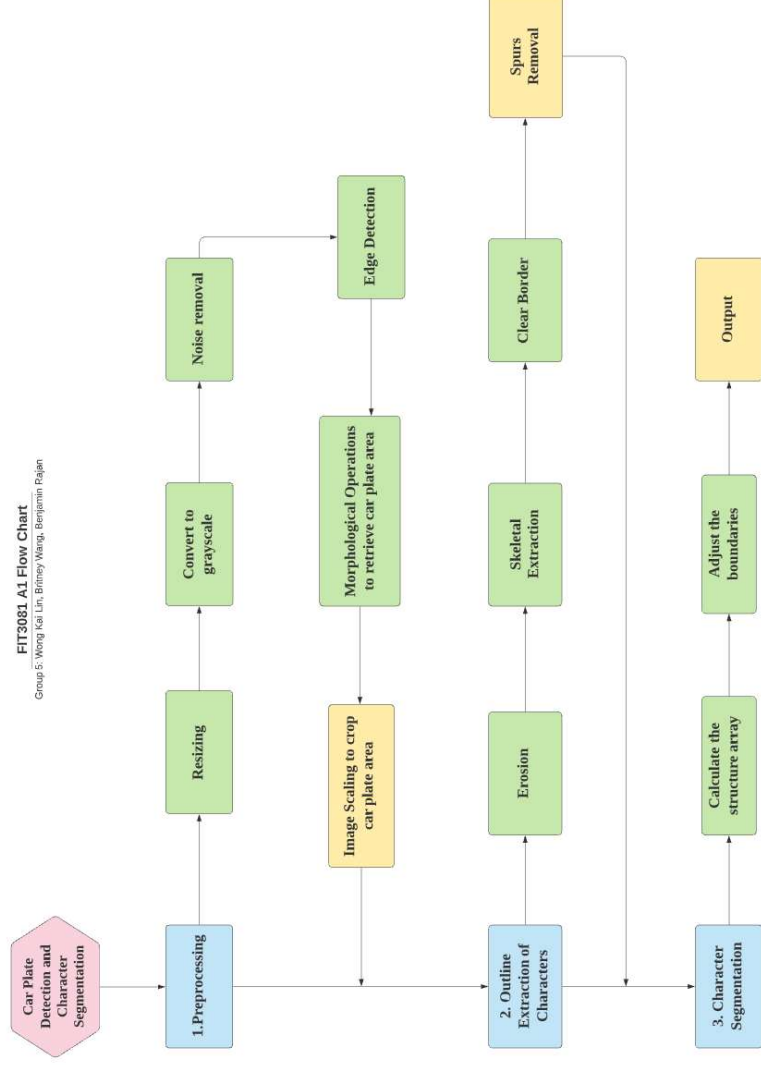 FIT3081 A1 Flow Chart
Group 5: Wong Kai Lin, Britney Wang, Benjamin Rajan
Car Plate
Detection and
Character
Segmentation
1.Preprocessing
Resizing
Convert to
grayscale
Noise removal
Edge Detection
Morphological Operations
to retrieve car plate area
Image Scaling to crop
car plate area
2. Outline
Extraction of
Characters
Erosion
Skeletal
Extraction
Clear Border
Spurs
Removal
3. Character
Segmentation
Calculate the
structure array
Adjust the
boundaries
Output